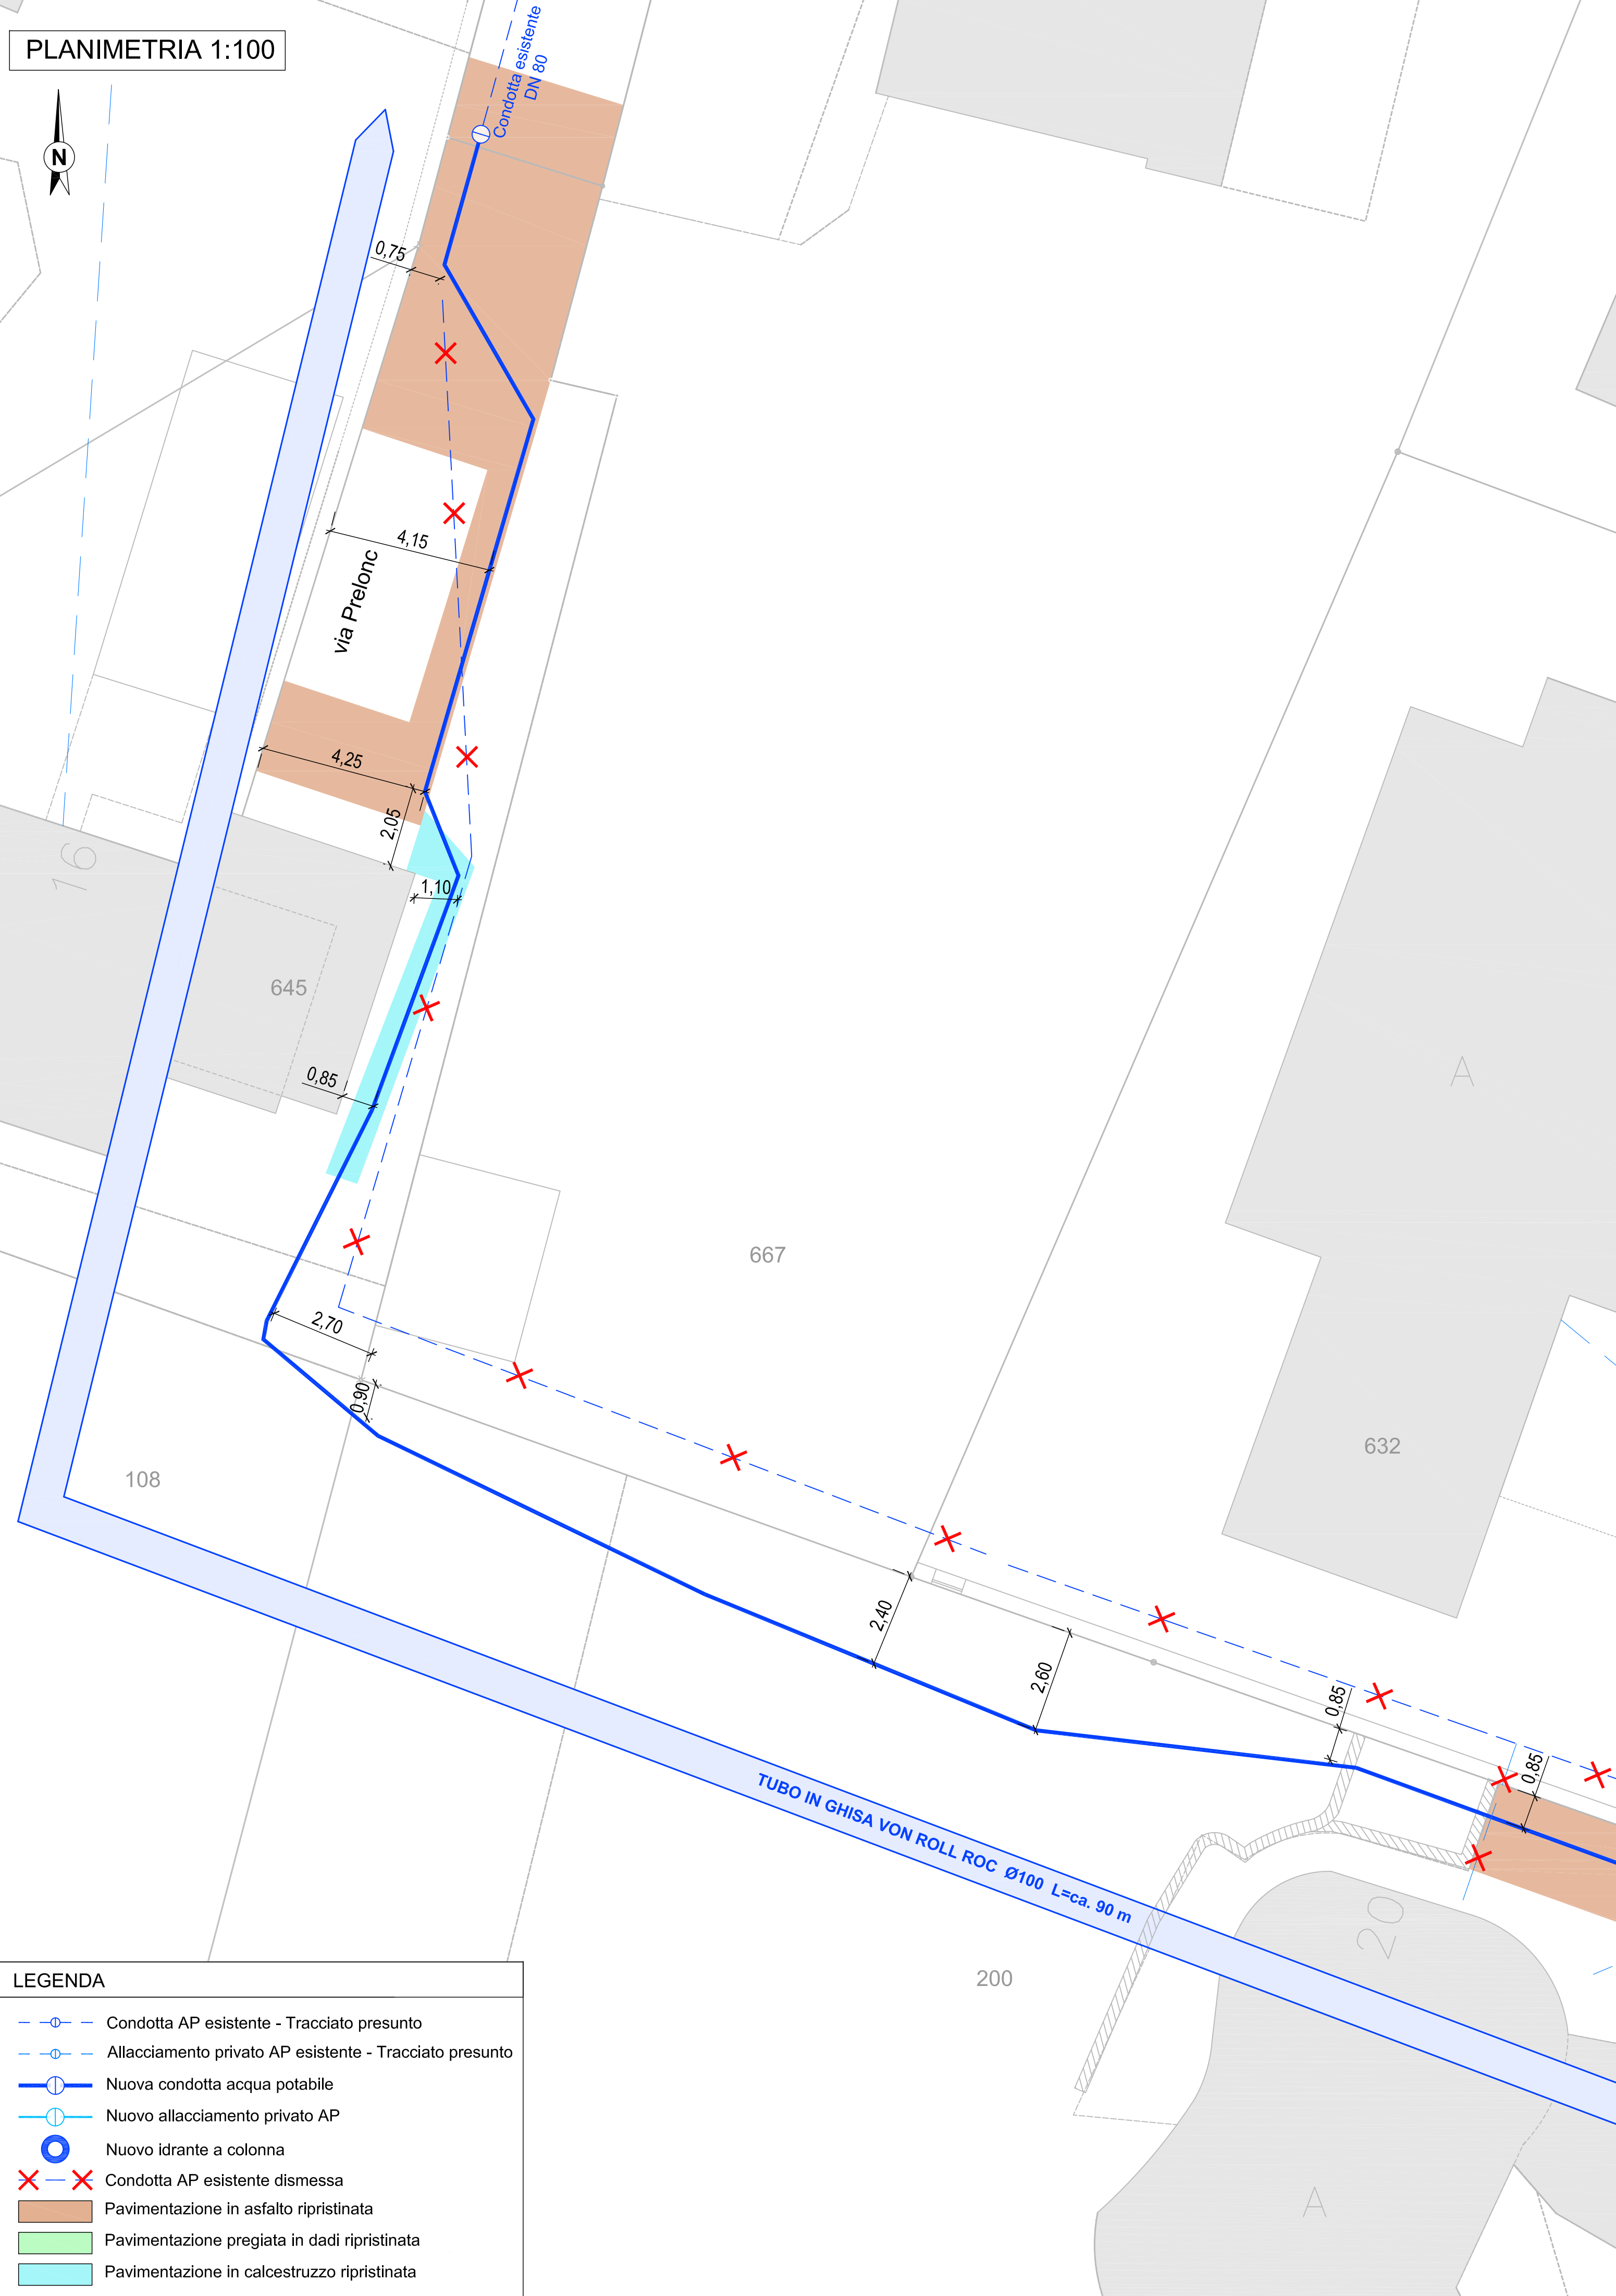 PLANIMETRIA 1:100
N
Condotta esistente
DN 80
0,75
4,15
via Prelonc
4,25
2,05
16
1,10
645
0,85
A
667
2,70
0,90
632
108
2,40
2,60
0,85
0,85
TUBO IN GHISA VON ROLL ROC Ø100 L=ca. 90 m
20
200
A
LEGENDA
Condotta AP esistente - Tracciato presunto
Allacciamento privato AP esistente - Tracciato presunto
Nuova condotta acqua potabile
Nuovo allacciamento privato AP
Nuovo idrante a colonna
Condotta AP esistente dismessa
Pavimentazione in asfalto ripristinata
Pavimentazione pregiata in dadi ripristinata
Pavimentazione in calcestruzzo ripristinata